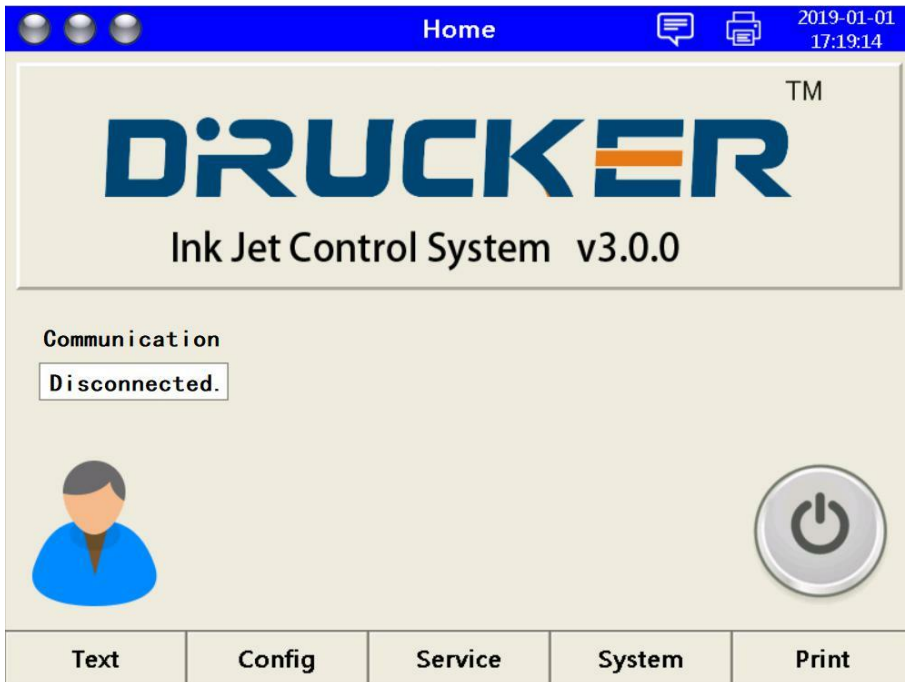 Home
2019-01-01
17:19:14
TM
DRUCKER
Ink Jet Control System v3.0.0
Communication
Disconnected.
Text Config Service System Print